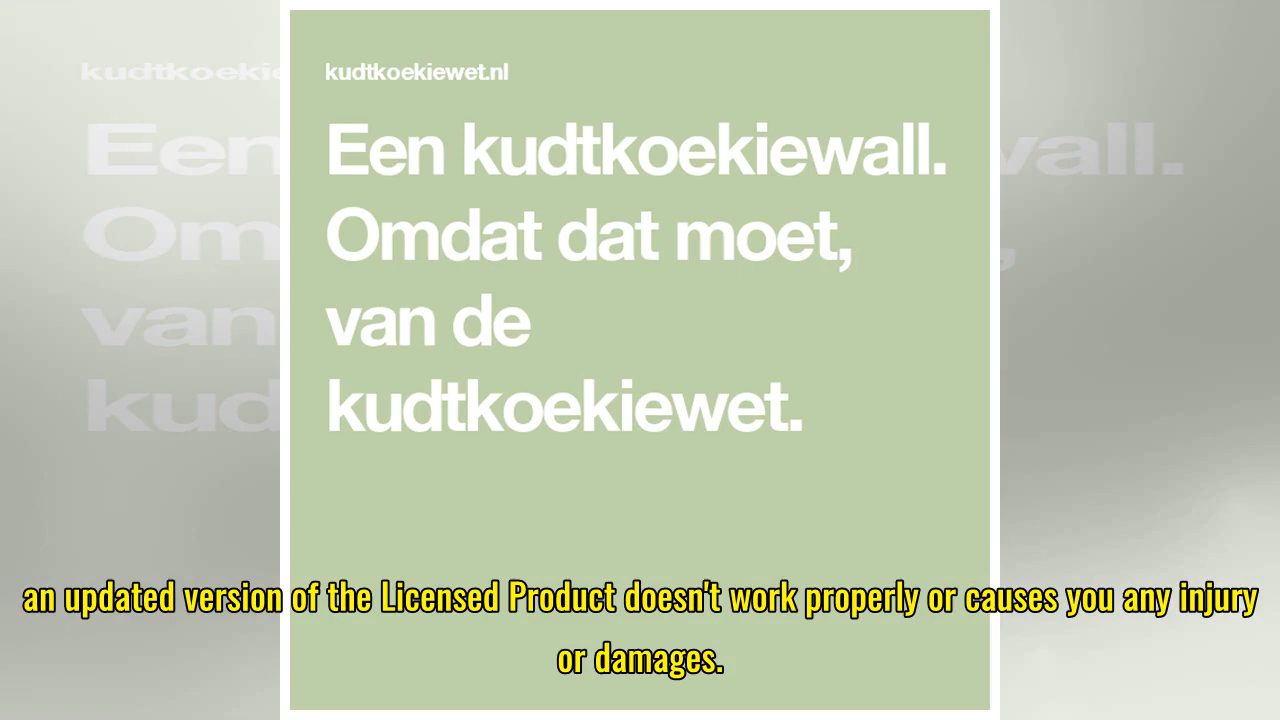 kudtkoekiewet.nl
Een kudtkoekiewall.
Omdat dat moet,
van de
kudtkoekiewet.
an updated version of the Licensed Product doesn't work properly or causes you any injury
or damages.